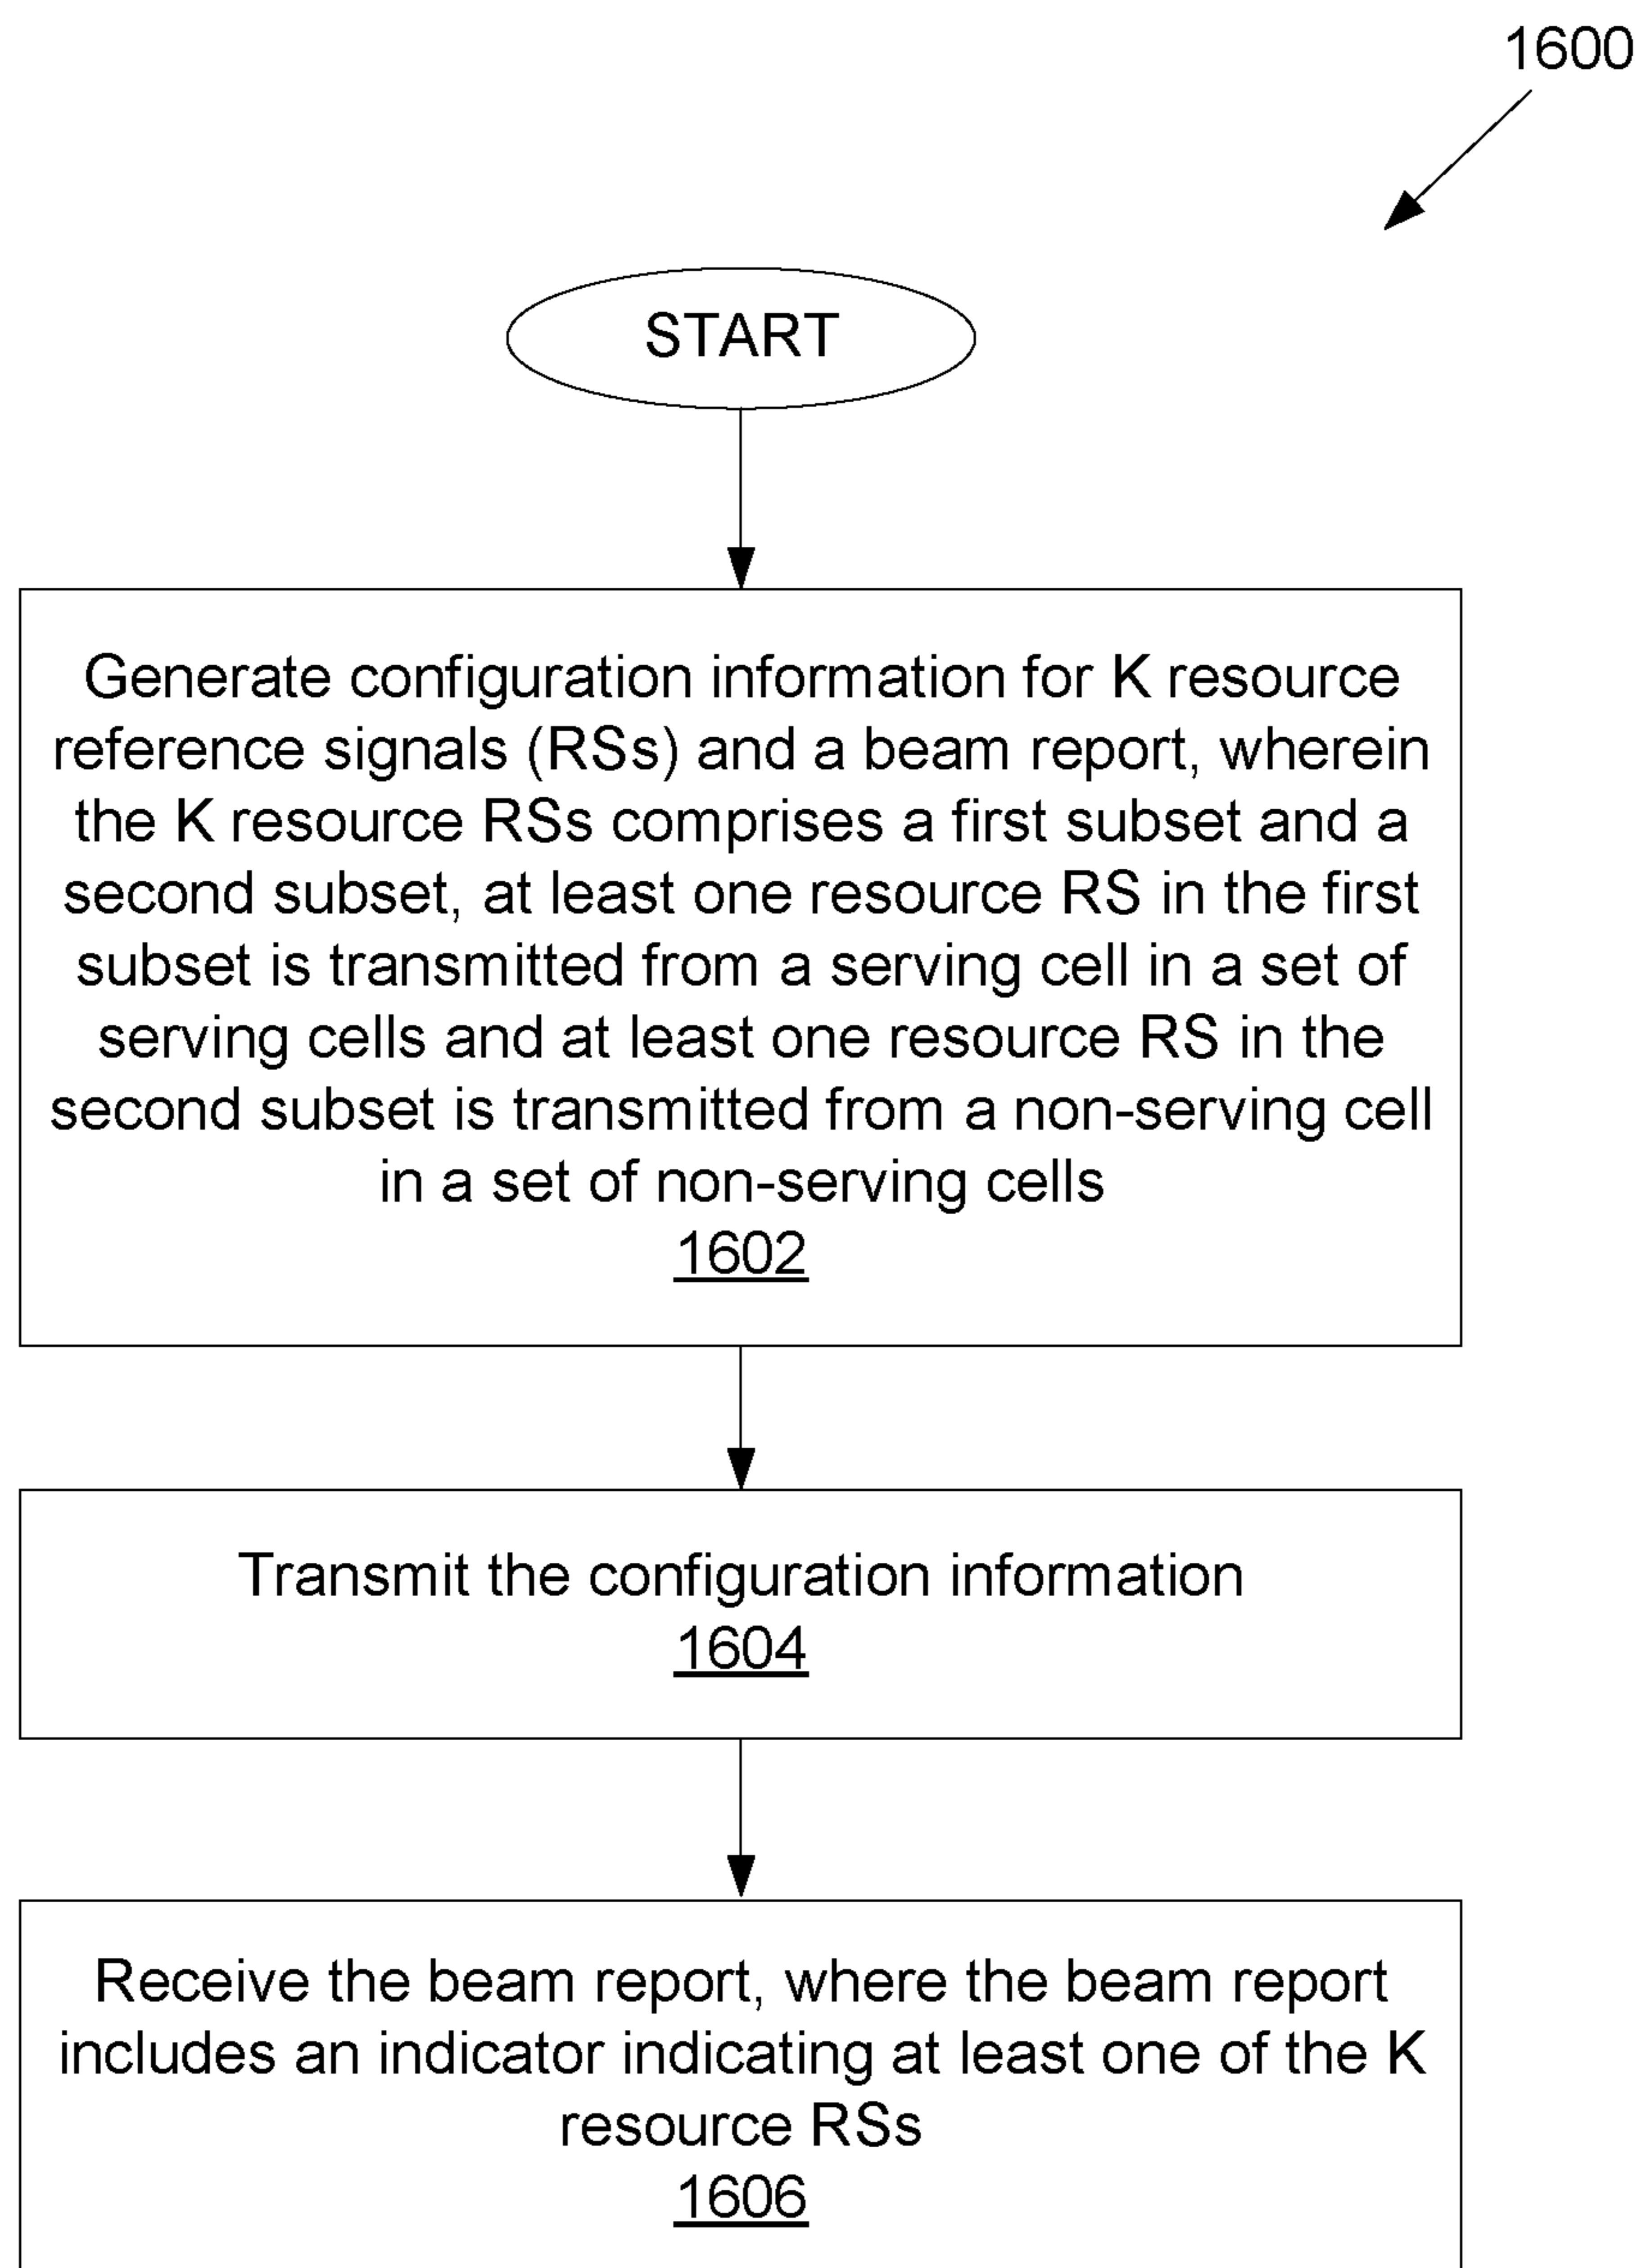 1600
START
Generate configuration information for K resource
reference signals (RSs) and a beam report, wherein
the K resource RSs comprises a first subset and a
second subset, at least one resource RS in the first
subset is transmitted from a serving cell in a set of
serving cells and at least one resource RS in the
second subset is transmitted from a non-serving cell
in a set of non-serving cells
1602
Transmit the configuration information
1604
Receive the beam report, where the beam report
includes an indicator indicating at least one of the K
resource RSs
1606